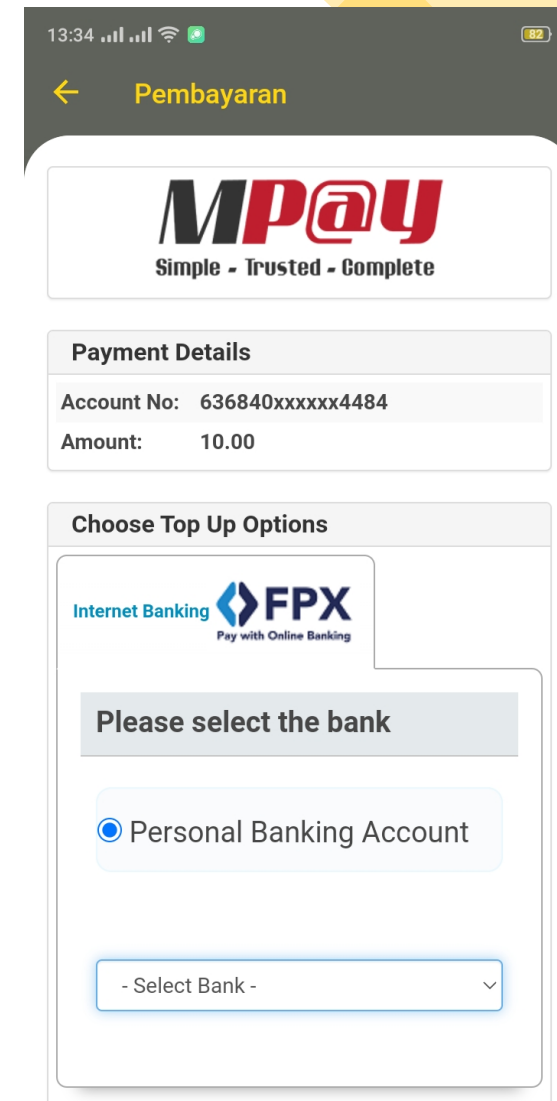 13:34
82
Pembayaran
MP@Y
Simple - Trusted - Complete
Payment Details
Account No: 636840xxxxxx4484
Amount: 10.00
Choose Top Up Options
Internet Banking FPX
Pay with Online Banking
Please select the bank
Personal Banking Account
- Select Bank -